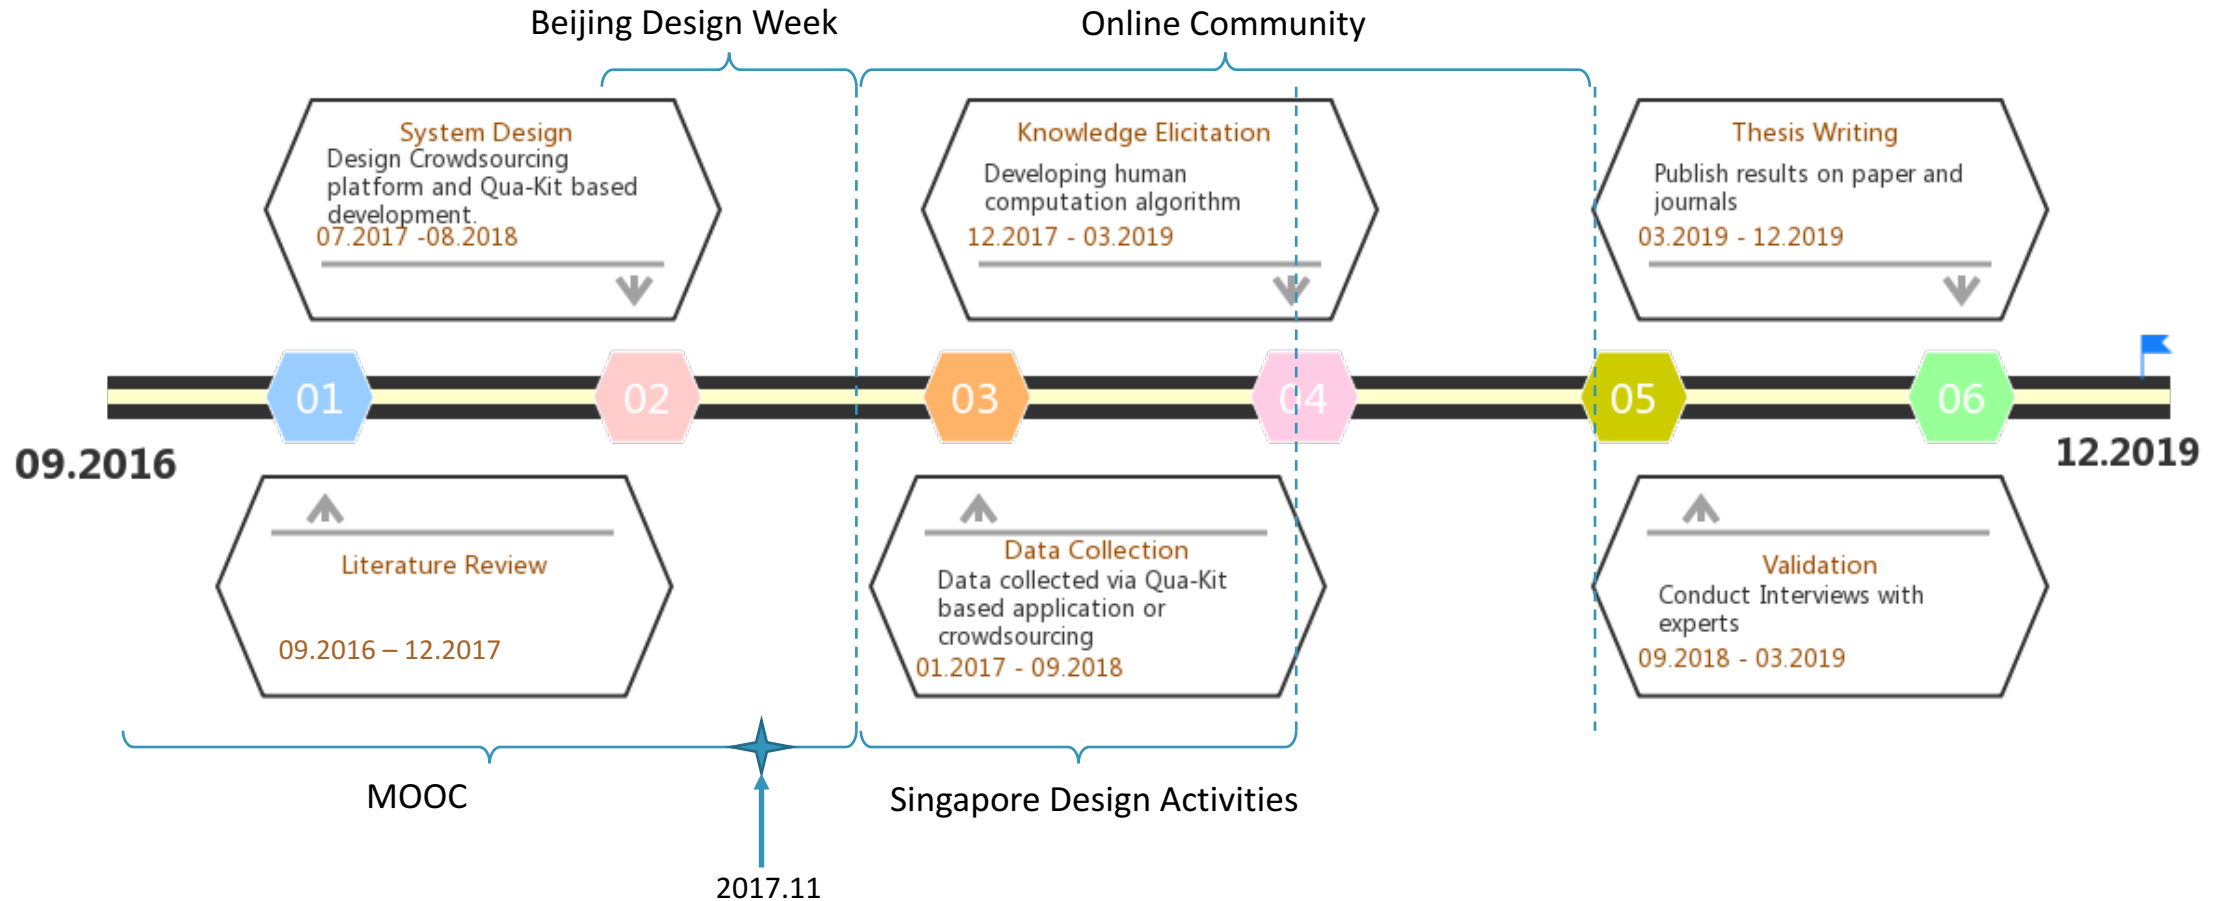 Beijing Design Week
Online Community
System Design
Design Crowdsourcing
platform and Qua-Kit based
development.
07.2017 -08.2018
Knowledge Elicitation
Developing human
computation algorithm
12.2017 - 03.2019
Thesis Writing
Publish results on paper and
journals
03.2019 - 12.2019
01
02
03
04
05
06
09.2016
12.2019
Literature Review
09.2016 – 12.2017
Data Collection
Data collected via Qua-Kit
based application or
crowdsourcing
01.2017 - 09.2018
Validation
Conduct Interviews with
experts
09.2018 - 03.2019
MOOC
Singapore Design Activities
2017.11